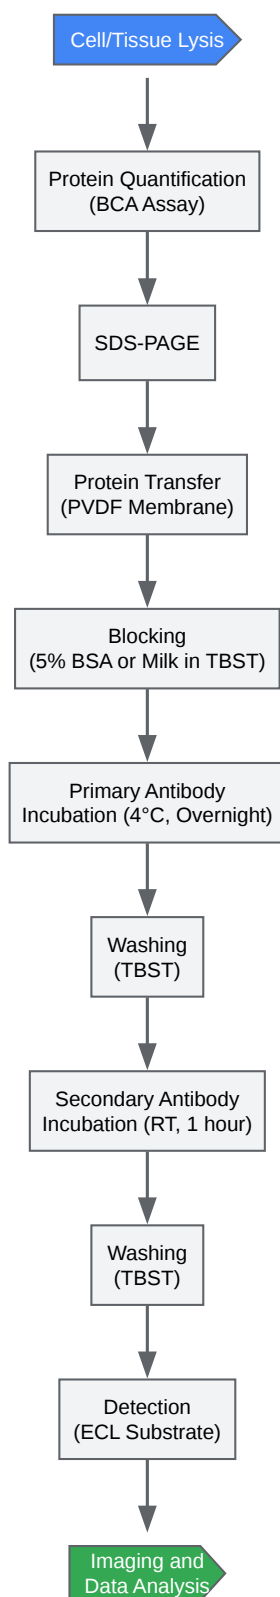 Cell/Tissue Lysis
Protein Quantification
(BCA Assay)
SDS-PAGE
Protein Transfer
(PVDF Membrane)
Blocking
(5% BSA or Milk in TBST)
Primary Antibody
Incubation (4°C, Overnight)
Washing
(TBST)
Secondary Antibody
Incubation (RT, 1 hour)
Washing
(TBST)
Detection
(ECL Substrate)
Imaging and
Data Analysis